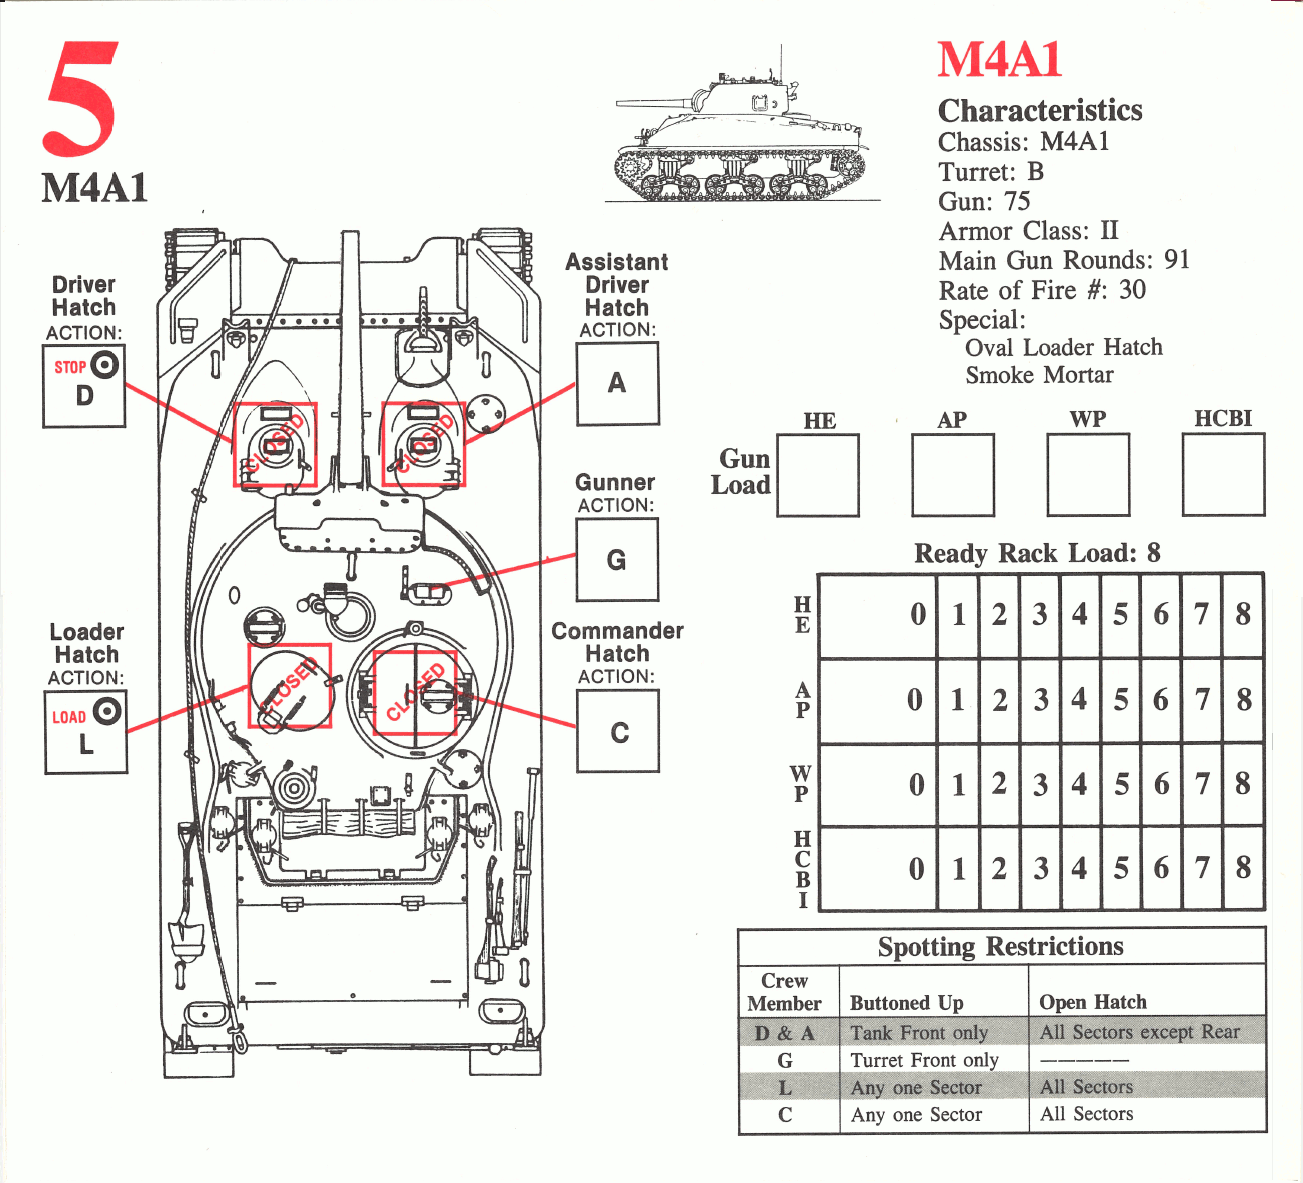 5
M4A1
M4A1
Characteristics
Chassis: M4A1
Turret: B
Gun: 75
Armor Class: II
Main Gun Rounds: 91
Rate of Fire #: 30
Special:
Oval Loader Hatch
Smoke Mortar
Driver
Hatch
ACTION:
STOP
D
CLOSED
Assistant
Driver
Hatch
ACTION:
A
CLOSED
Gunner
ACTION:
G
Loader
Hatch
ACTION:
LOAD
L
CLOSED
Commander
Hatch
ACTION:
C
CLOSED
HE AP WP HCBI
Gun
Load
Ready Rack Load: 8
HE 0 1 2 3 4 5 6 7 8
AP 0 1 2 3 4 5 6 7 8
WP 0 1 2 3 4 5 6 7 8
HCBI 0 1 2 3 4 5 6 7 8
Spotting Restrictions
Crew
Member Buttoned Up Open Hatch
D & A Tank Front only All Sectors except Rear
G Turret Front only —————
L Any one Sector All Sectors
C Any one Sector All Sectors